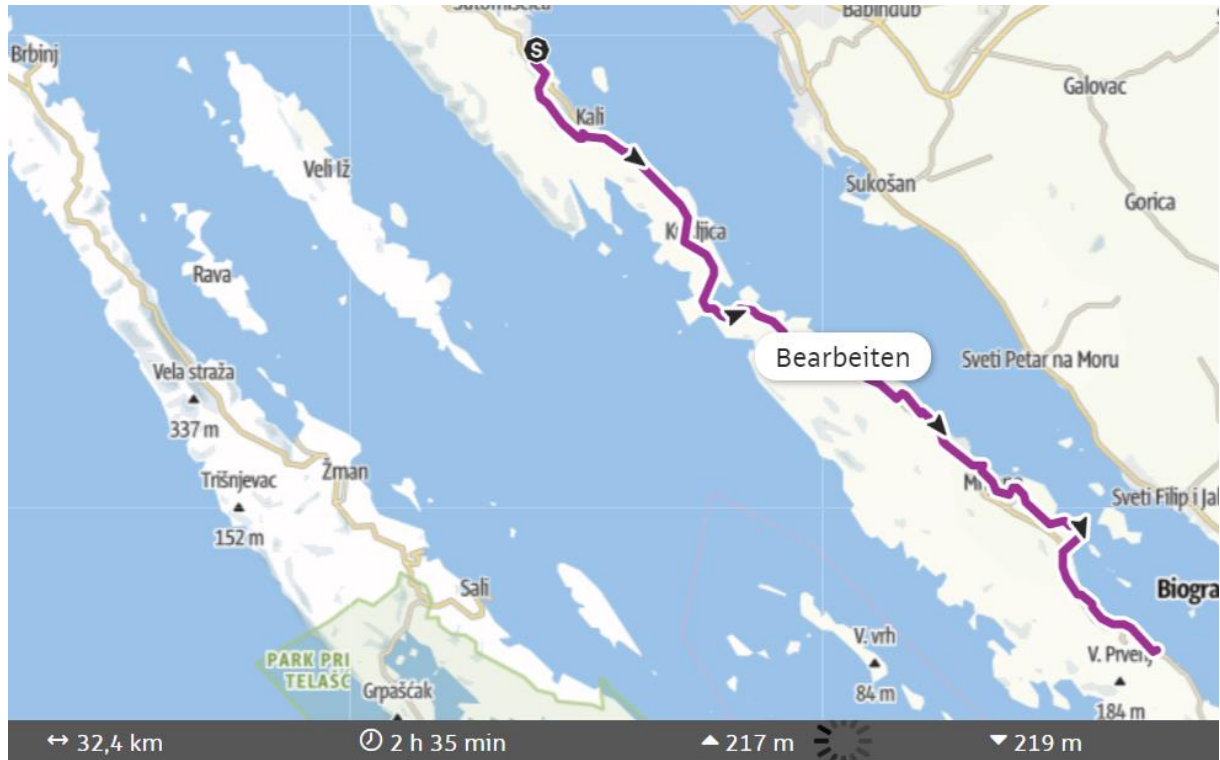 Babindub
Brbinj
S
Galovac
Kali
Veli Iž
Sukošan
Gorica
Rava
Bearbeiten
Sveti Petar na Moru
Vela straža
337 m
Žman
Trišnjevac
152 m
Sveti Filip i Jal
Sali
Biogra
V. vrh
84 m
PARK PRI
TELAŠĆ
V. Prvenj
184 m
Grpašćak
32,4 km
2 h 35 min
217 m
219 m